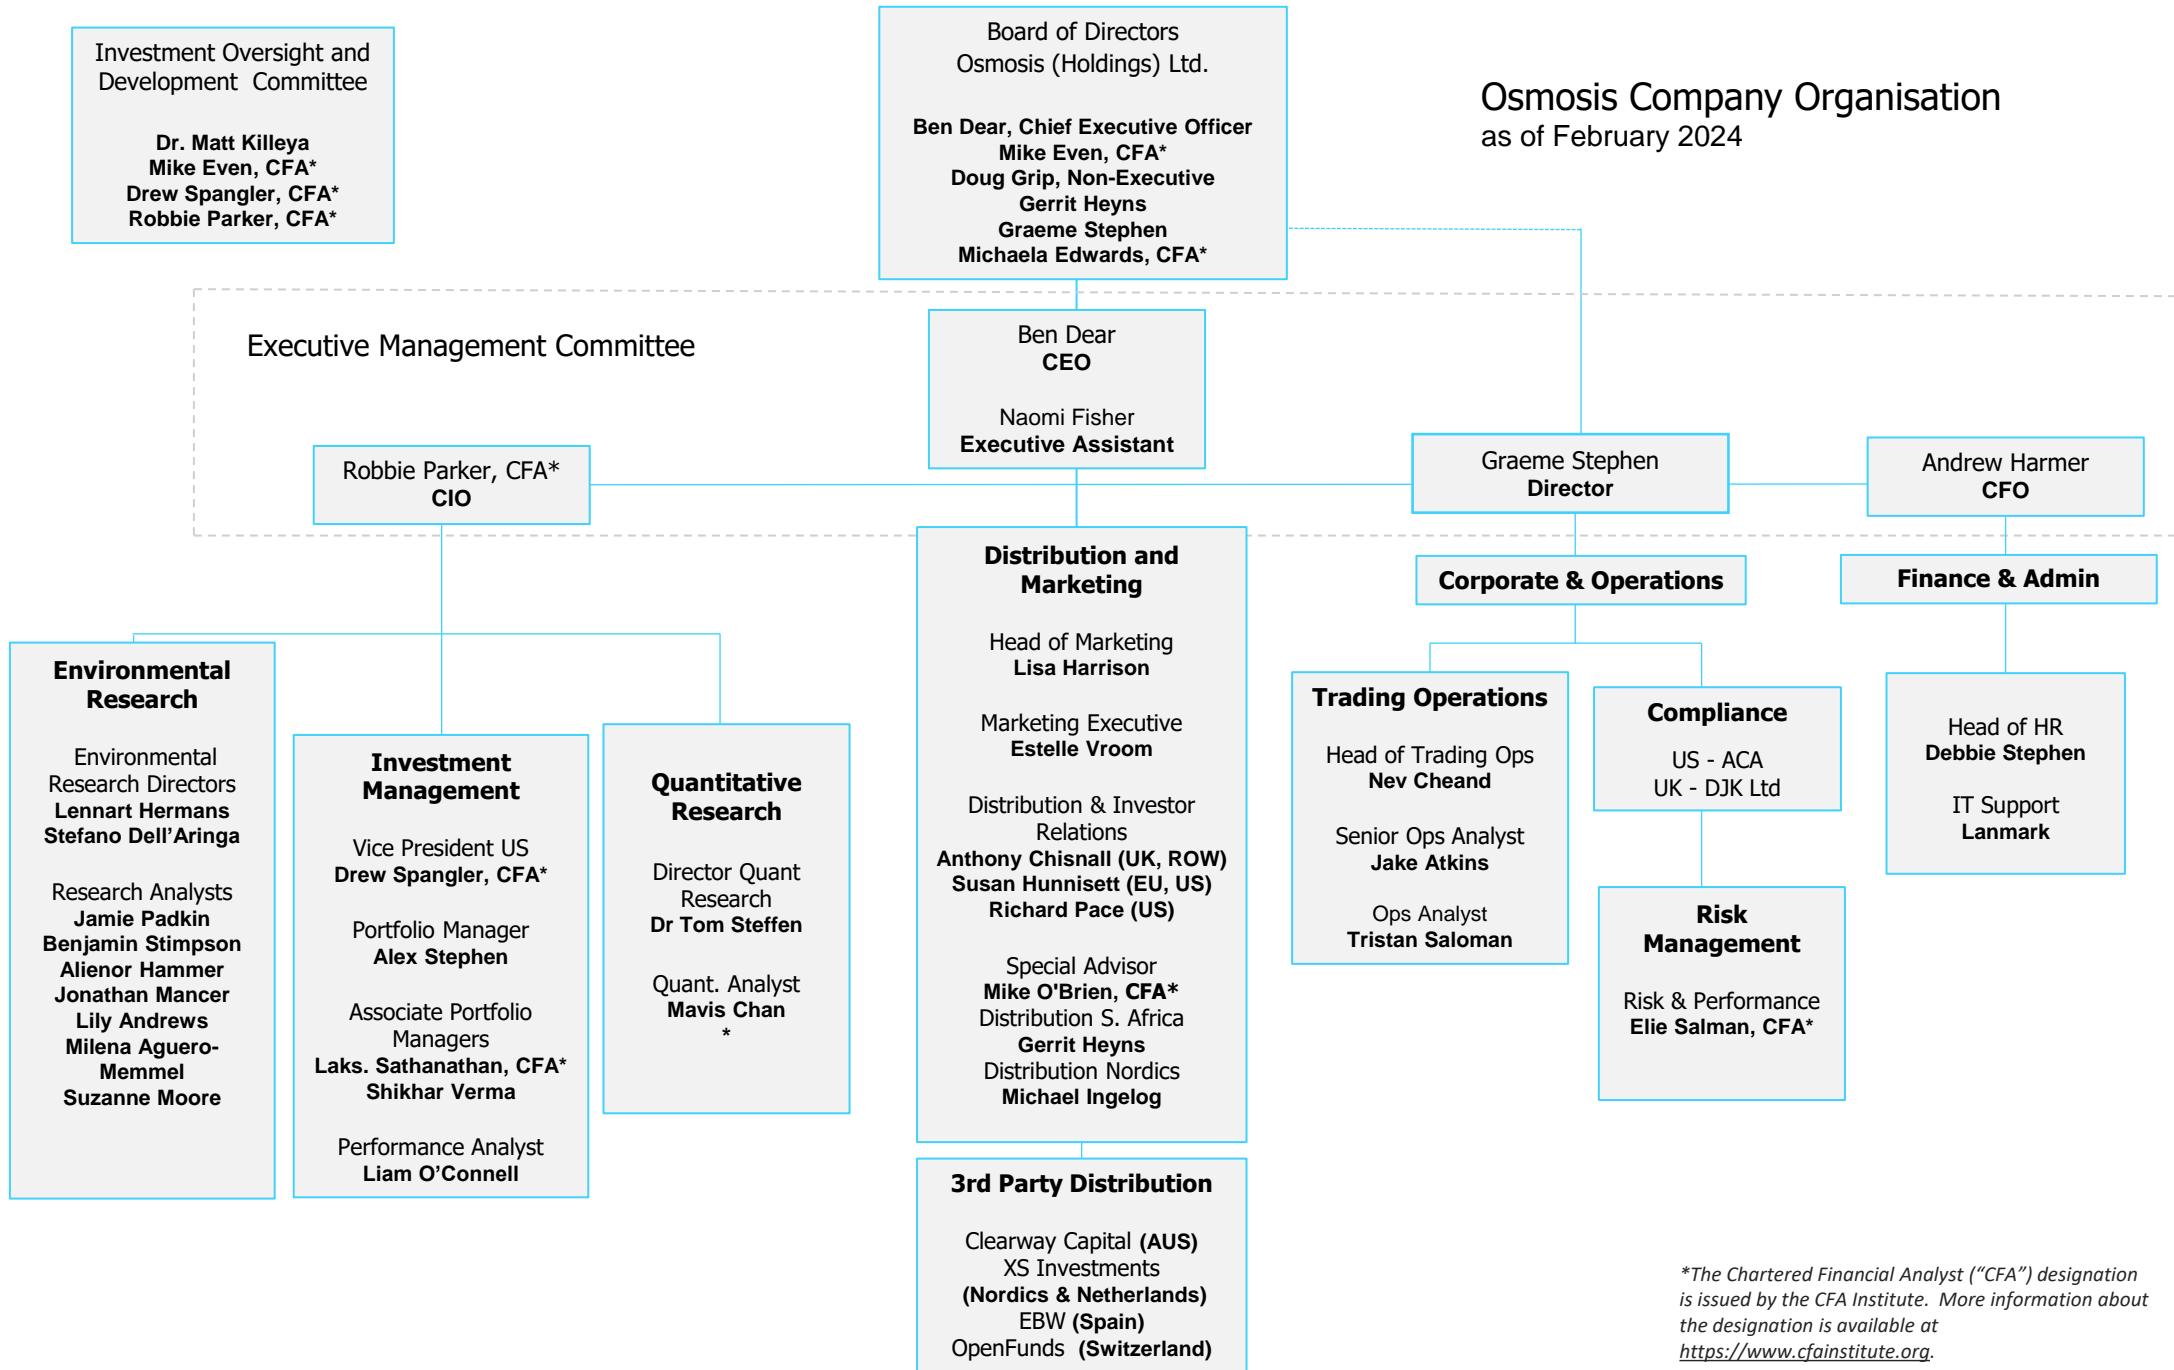 Investment Oversight and
Development Committee
Dr. Matt Killeya
Mike Even, CFA*
Drew Spangler, CFA*
Robbie Parker, CFA*
Board of Directors
Osmosis (Holdings) Ltd.
Ben Dear, Chief Executive Officer
Mike Even, CFA*
Doug Grip, Non-Executive
Gerrit Heyns
Graeme Stephen
Michaela Edwards, CFA*
Osmosis Company Organisation
as of February 2024
Executive Management Committee
Ben Dear
CEO
Naomi Fisher
Executive Assistant
Robbie Parker, CFA*
CIO
Graeme Stephen
Director
Andrew Harmer
CFO
Environmental
Research
Environmental
Research Directors
Lennart Hermans
Stefano Dell’Aringa
Research Analysts
Jamie Padkin
Benjamin Stimpson
Alienor Hammer
Jonathan Mancer
Lily Andrews
Milena Aguero-
Memmel
Suzanne Moore
Investment
Management
Vice President US
Drew Spangler, CFA*
Portfolio Manager
Alex Stephen
Associate Portfolio
Managers
Laks. Sathanathan, CFA*
Shikhar Verma
Performance Analyst
Liam O’Connell
Quantitative
Research
Director Quant
Research
Dr Tom Steffen
Quant. Analyst
Mavis Chan
*
Distribution and
Marketing
Head of Marketing
Lisa Harrison
Marketing Executive
Estelle Vroom
Distribution & Investor
Relations
Anthony Chisnall (UK, ROW)
Susan Hunnisett (EU, US)
Richard Pace (US)
Special Advisor
Mike O'Brien, CFA*
Distribution S. Africa
Gerrit Heyns
Distribution Nordics
Michael Ingelog
3rd Party Distribution
Clearway Capital (AUS)
XS Investments
(Nordics & Netherlands)
EBW (Spain)
OpenFunds (Switzerland)
Corporate & Operations
Trading Operations
Head of Trading Ops
Nev Cheand
Senior Ops Analyst
Jake Atkins
Ops Analyst
Tristan Saloman
Compliance
US - ACA
UK - DJK Ltd
Risk
Management
Risk & Performance
Elie Salman, CFA*
Finance & Admin
Head of HR
Debbie Stephen
IT Support
Lanmark
*The Chartered Financial Analyst (“CFA”) designation
is issued by the CFA Institute. More information about
the designation is available at
https://www.cfainstitute.org.